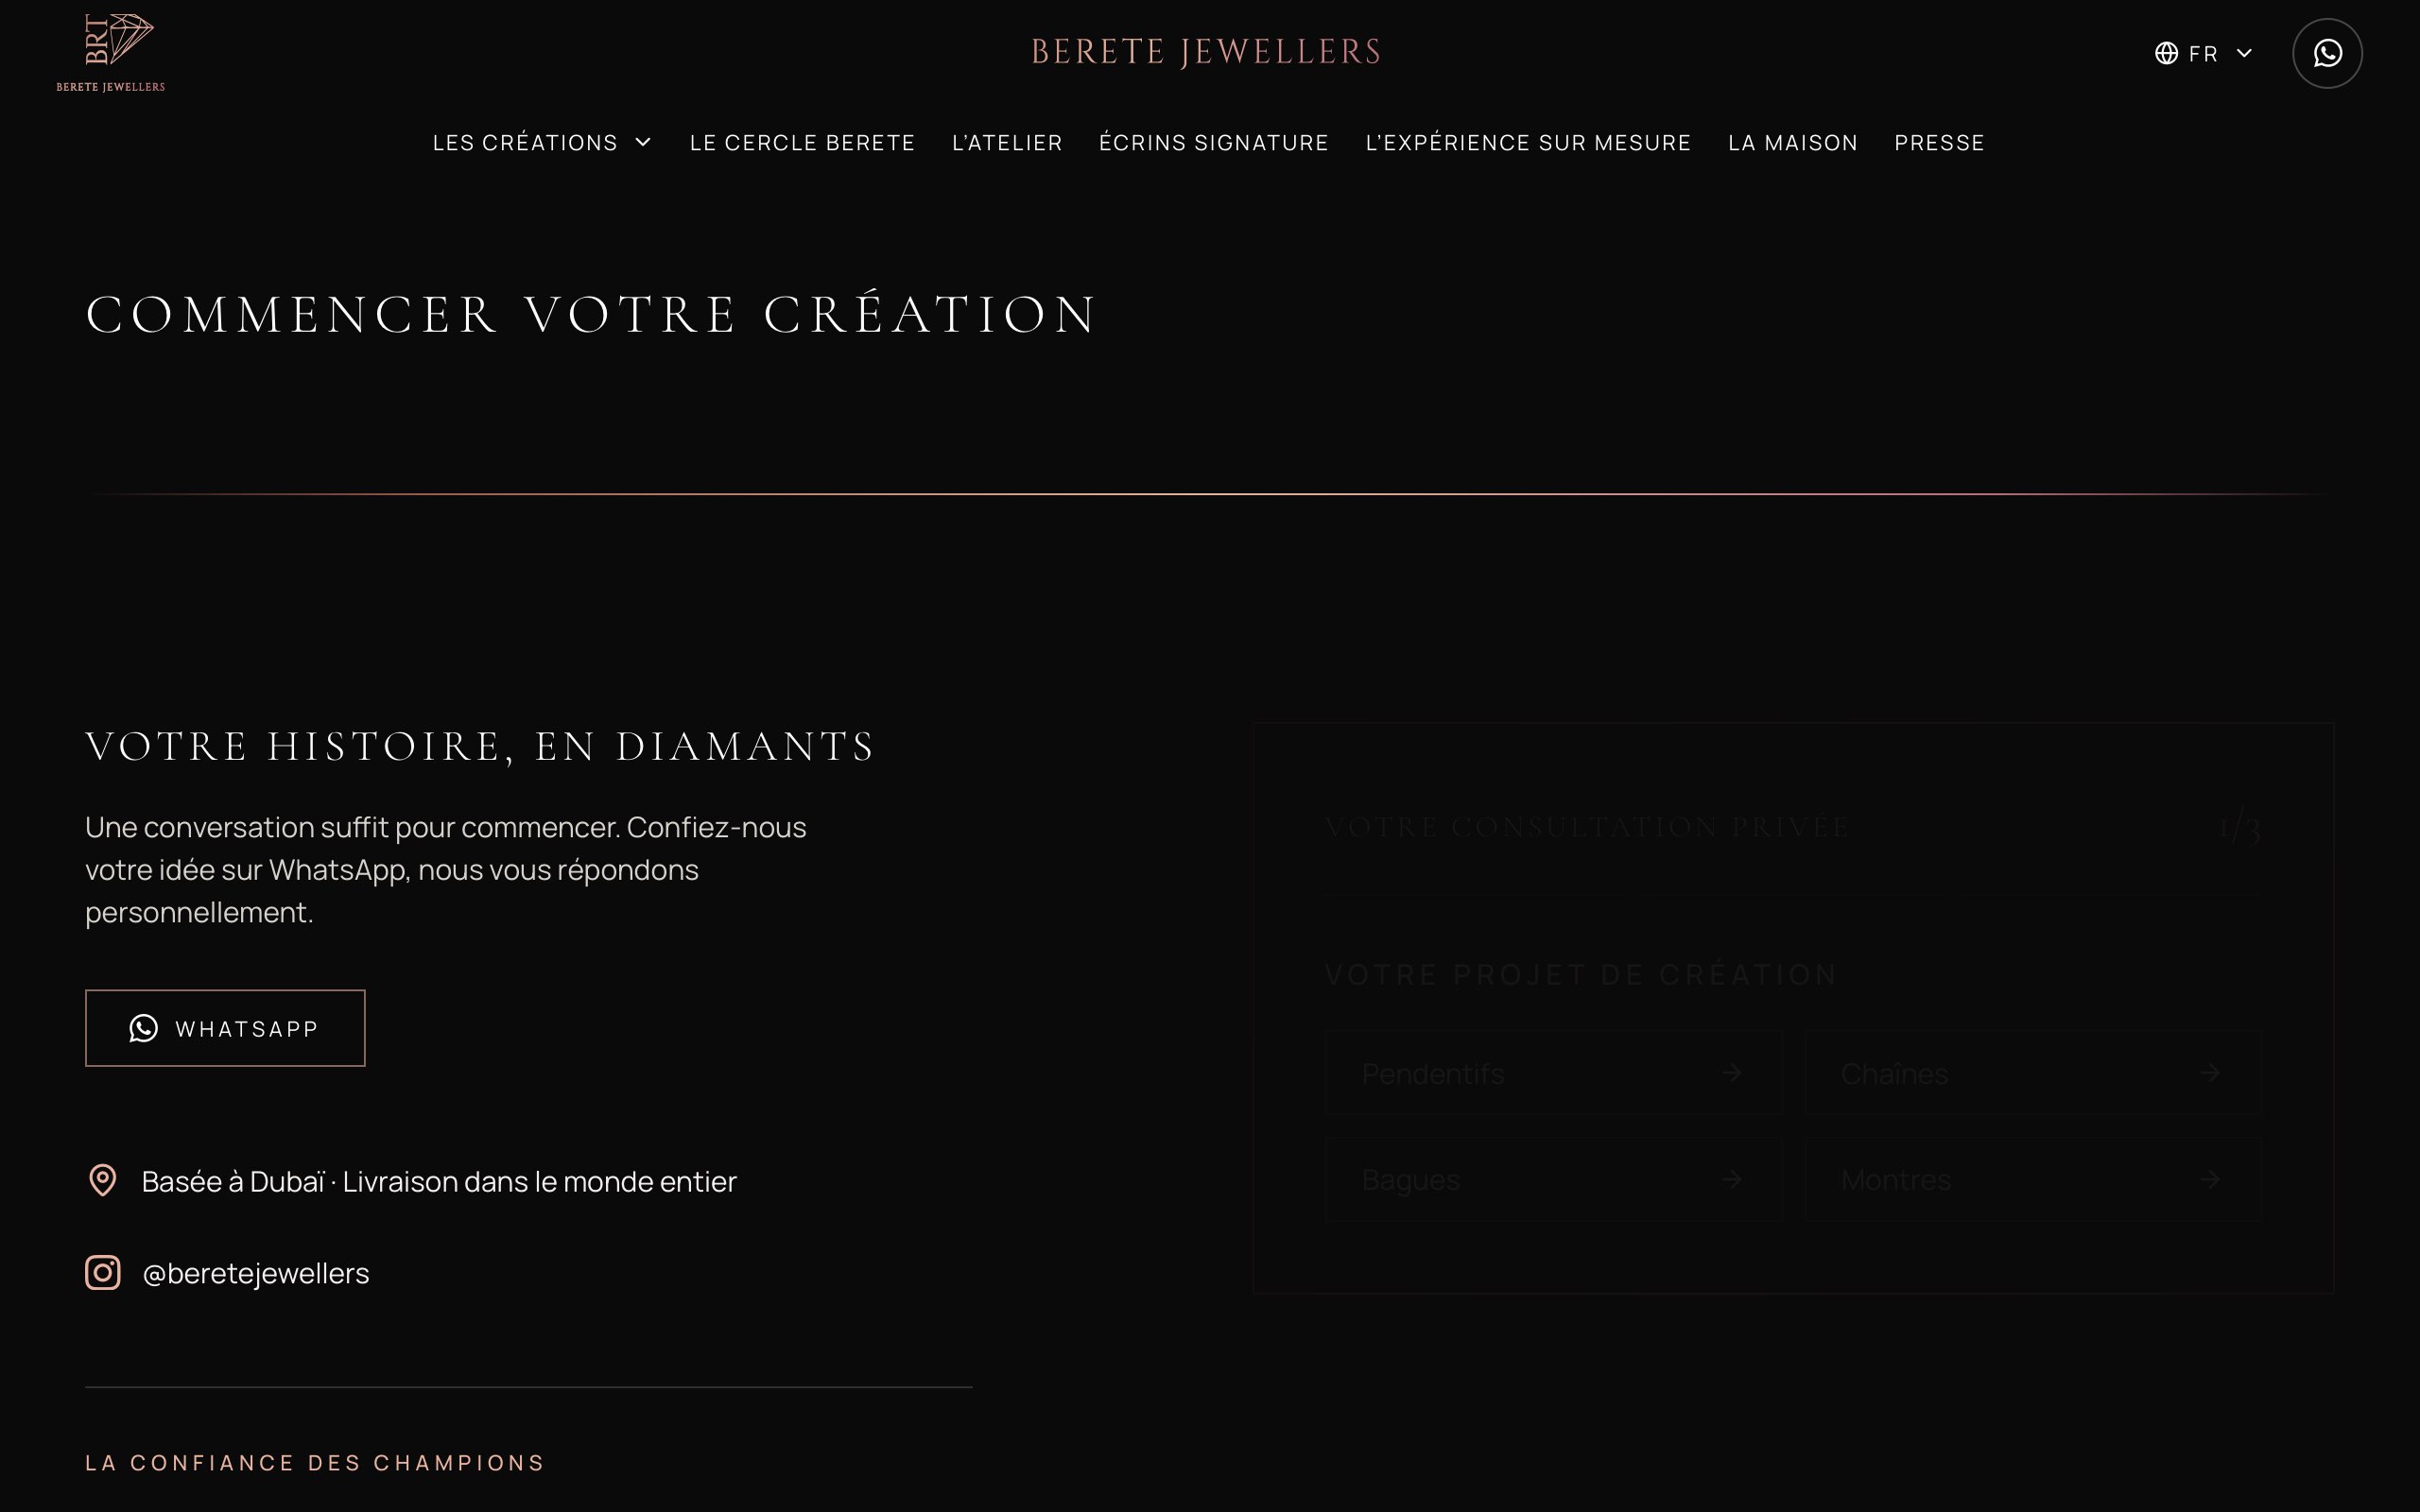 BRT
BERETE JEWELLERS
BERETE JEWELLERS
FR
LES CRÉATIONS
LE CERCLE BERETE
L’ATELIER
ÉCRINS SIGNATURE
L’EXPÉRIENCE SUR MESURE
LA MAISON
PRESSE
COMMENCER VOTRE CRÉATION
VOTRE HISTOIRE, EN DIAMANTS
Une conversation suffit pour commencer. Confiez-nous
votre idée sur WhatsApp, nous vous répondons
personnellement.
WHATSAPP
Basée à Dubaï · Livraison dans le monde entier
@beretejewellers
LA CONFIANCE DES CHAMPIONS
VOTRE CONSULTATION PRIVÉE
1/3
VOTRE PROJET DE CRÉATION
Pendentifs
Chaînes
Bagues
Montres